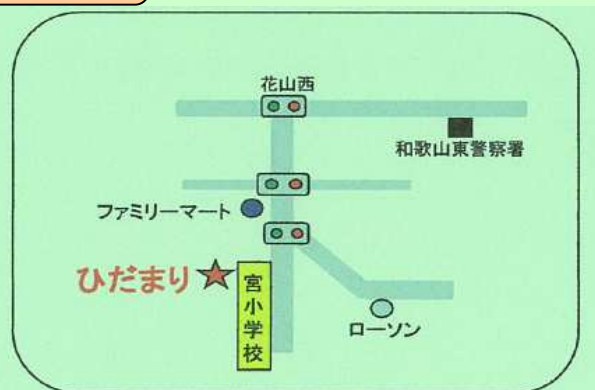 花山西
和歌山東警察署
ファミリーマート
ひだまり
宮小学校
ローソン